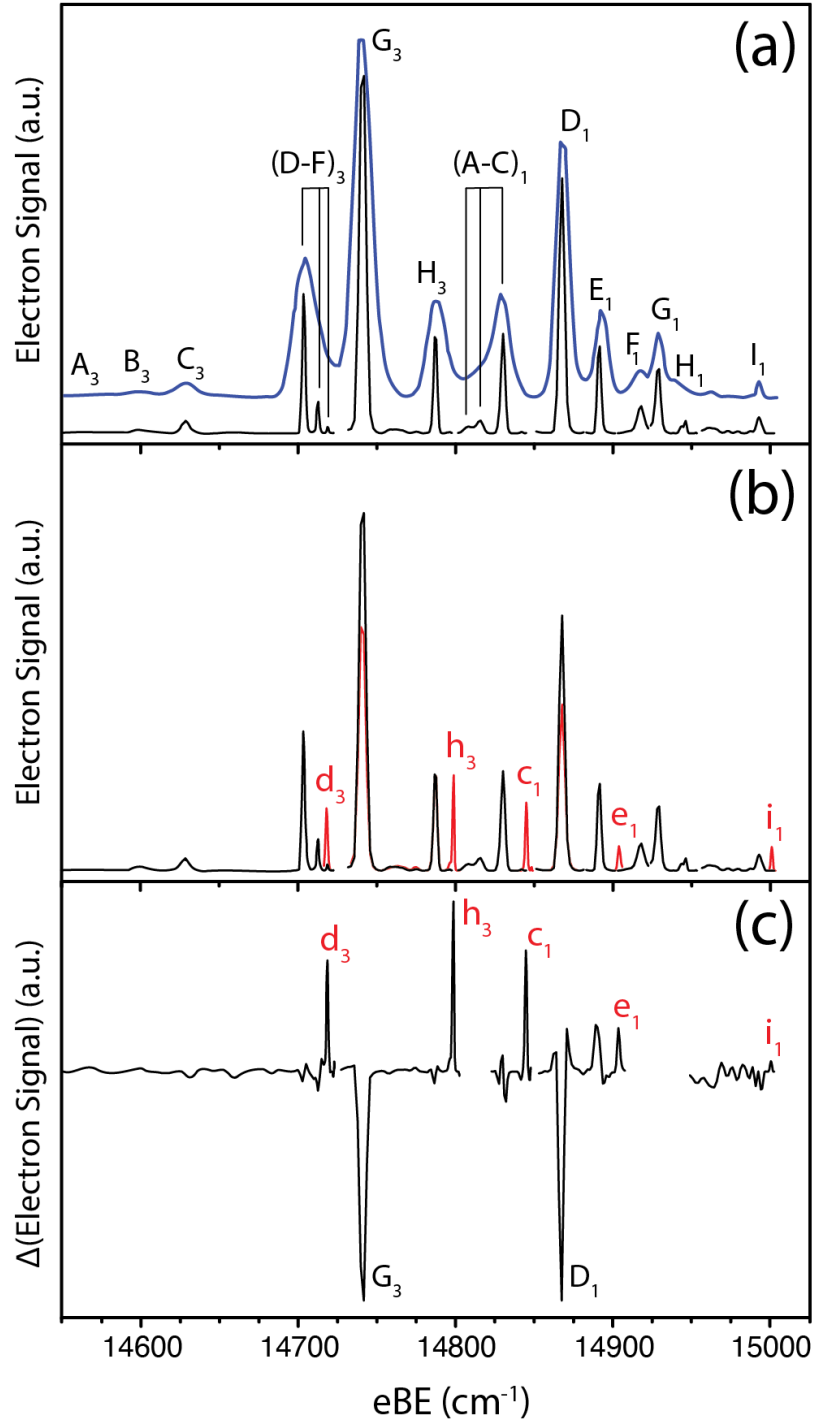 (a)
Electron Signal (a.u.)
A₃
B₃
C₃
(D-F)₃
G₃
H₃
(A-C)₁
D₁
E₁
F₁
G₁
H₁
I₁
(b)
Electron Signal (a.u.)
d₃
h₃
c₁
e₁
i₁
(c)
Δ(Electron Signal) (a.u.)
d₃
h₃
c₁
e₁
i₁
G₃
D₁
14600 14700 14800 14900 15000
eBE (cm⁻¹)